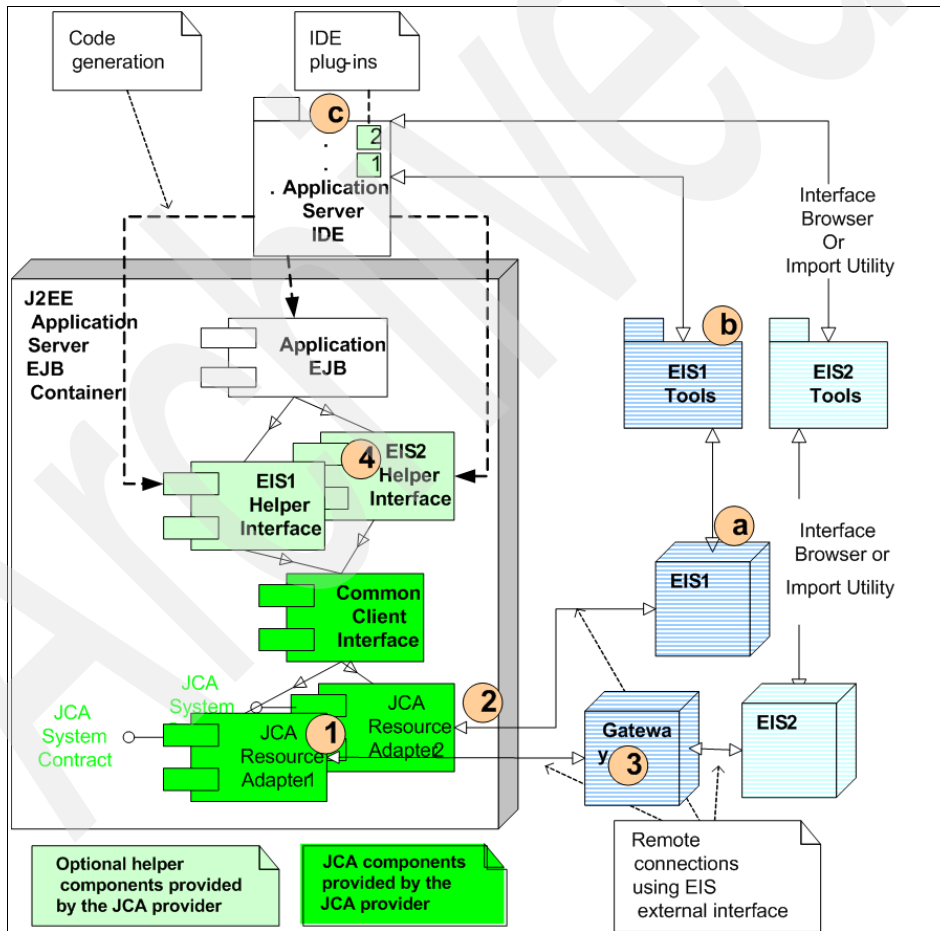 Code
generation
IDE
plug-ins
c
2
1
.
.
. Application
Server
IDE
Interface
Browser
Or
Import Utility
J2EE
Application
Server
EJB
Container
Application
EJB
b
EIS1
Tools
EIS2
Tools
4
EIS2
Helper
Interface
EIS1
Helper
Interface
a
EIS1
Interface
Browser or
Import Utility
Common
Client
Interface
JCA
System
JCA
System
Contract
2
JCA
Resource
Adapter2
1
JCA
Resource
Adapter1
Gatewa
y
3
EIS2
Remote
connections
using EIS
external interface
Optional helper
components provided
by the JCA provider
JCA components
provided by the
JCA provider
Archived